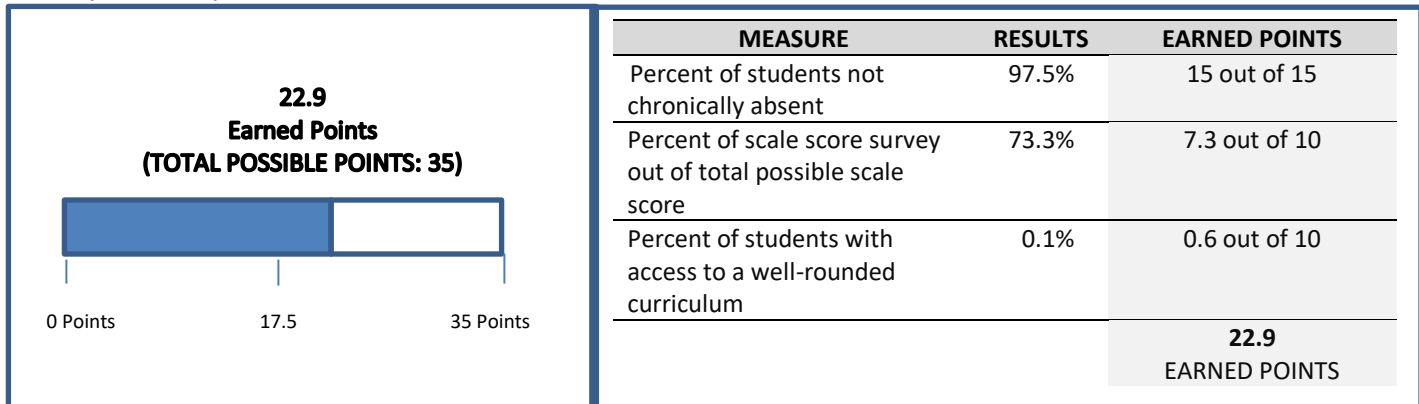 22.9
Earned Points
(TOTAL POSSIBLE POINTS: 35)
0 Points 17.5 35 Points
MEASURE RESULTS EARNED POINTS
Percent of students not 97.5% 15 out of 15
chronically absent
Percent of scale score survey 73.3% 7.3 out of 10
out of total possible scale
score
Percent of students with 0.1% 0.6 out of 10
access to a well-rounded
curriculum
22.9
EARNED POINTS